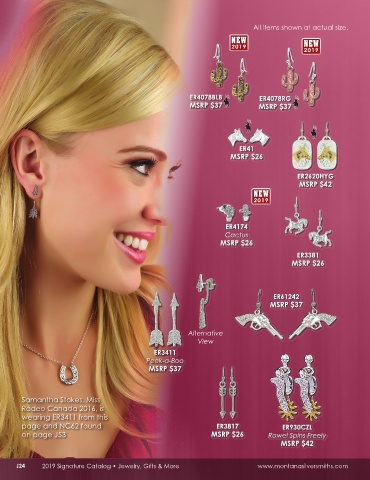 All items shown at actual size.
NEW
2019
NEW
2019
ER4078BLB
MSRP $37
ER4078RG
MSRP $37
ER41
MSRP $26
ER2620HYG
MSRP $42
NEW
2019
ER4174
Cactus
MSRP $26
ER3381
MSRP $26
ER61242
MSRP $37
Alternative
View
ER3411
Peek-a-Boo
MSRP $37
Samantha Stokes, Miss
Rodeo Canada 2016, is
wearing ER3411 from this
page and NC62 found
on page J53
ER3817
MSRP $26
ER930CZL
Rowel Spins Freely
MSRP $42
J24 2019 Signature Catalog • Jewelry, Gifts & More www.montanasilversmiths.com